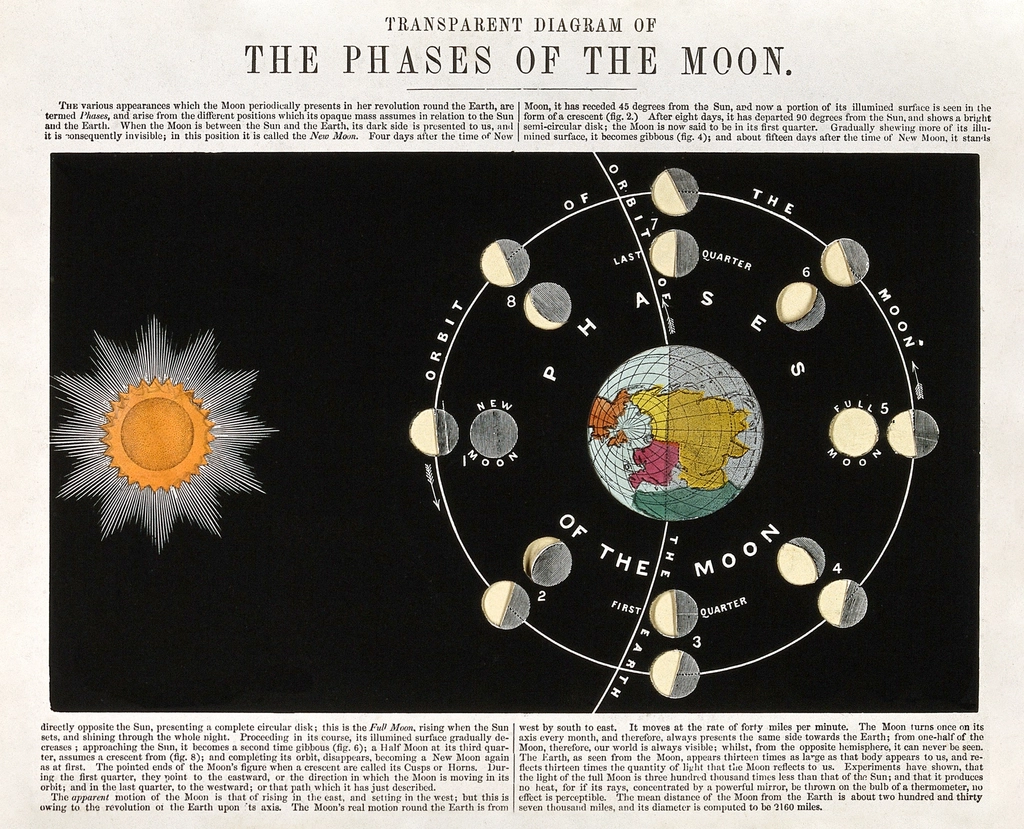 TRANSPARENT DIAGRAM OF
THE PHASES OF THE MOON.
THE various appearances which the Moon periodically presents in her revolution round the Earth, are
termed Phases, and arise from the different positions which its opaque mass assumes in relation to the Sun
and the Earth. When the Moon is between the Sun and the Earth, its dark side is presented to us, and
it is consequently invisible; in this position it is called the New Moon. Four days after the time of New
Moon, it has receded 45 degrees from the Sun, and now a portion of its illumined surface is seen in the
form of a crescent (fig. 2.) After eight days, it has departed 90 degrees from the Sun, and shows a bright
semi-circular disk; the Moon is now said to be in its first quarter. Gradually shewing more of its illu-
mined surface, it becomes gibbous (fig. 4); and about fifteen days after the time of New Moon, it stands
ORBIT OF THE MOON.
ORBIT OF THE EARTH
PHASES
OF THE MOON
7
LAST QUARTER
8
6
NEW
1 MOON
FULL 5
MOON
2
4
FIRST QUARTER
3
directly opposite the Sun, presenting a complete circular disk; this is the Full Moon, rising when the Sun
sets, and shining through the whole night. Proceeding in its course, its illumined surface gradually de-
creases; approaching the Sun, it becomes a second time gibbous (fig. 6); a Half Moon at its third quar-
ter, assumes a crescent from (fig. 8); and completing its orbit, disappears, becoming a New Moon again
as at first. The pointed ends of the Moon's figure when a crescent are called its Cusps or Horns. Dur-
ing the first quarter, they point to the eastward, or the direction in which the Moon is moving in its
orbit; and in the last quarter, to the westward; or that path which it has just described.
The apparent motion of the Moon is that of rising in the east, and setting in the west; but this is
owing to the revolution of the Earth upon its axis. The Moon's real motion round the Earth is from
west by south to east. It moves at the rate of forty miles per minute. The Moon turns once on its
axis every month, and therefore, always presents the same side towards the Earth; from one-half of the
Moon, therefore, our world is always visible; whilst, from the opposite hemisphere, it can never be seen.
The Earth, as seen from the Moon, appears thirteen times as large as that body appears to us, and re-
flects thirteen times the quantity of light that the Moon reflects to us. Experiments have shown, that
the light of the full Moon is three hundred thousand times less than that of the Sun; and that it produces
no heat, for if its rays, concentrated by a powerful mirror, be thrown on the bulb of a thermometer, no
effect is perceptible. The mean distance of the Moon from the Earth is about two hundred and thirty
seven thousand miles, and its diameter is computed to be 2160 miles.